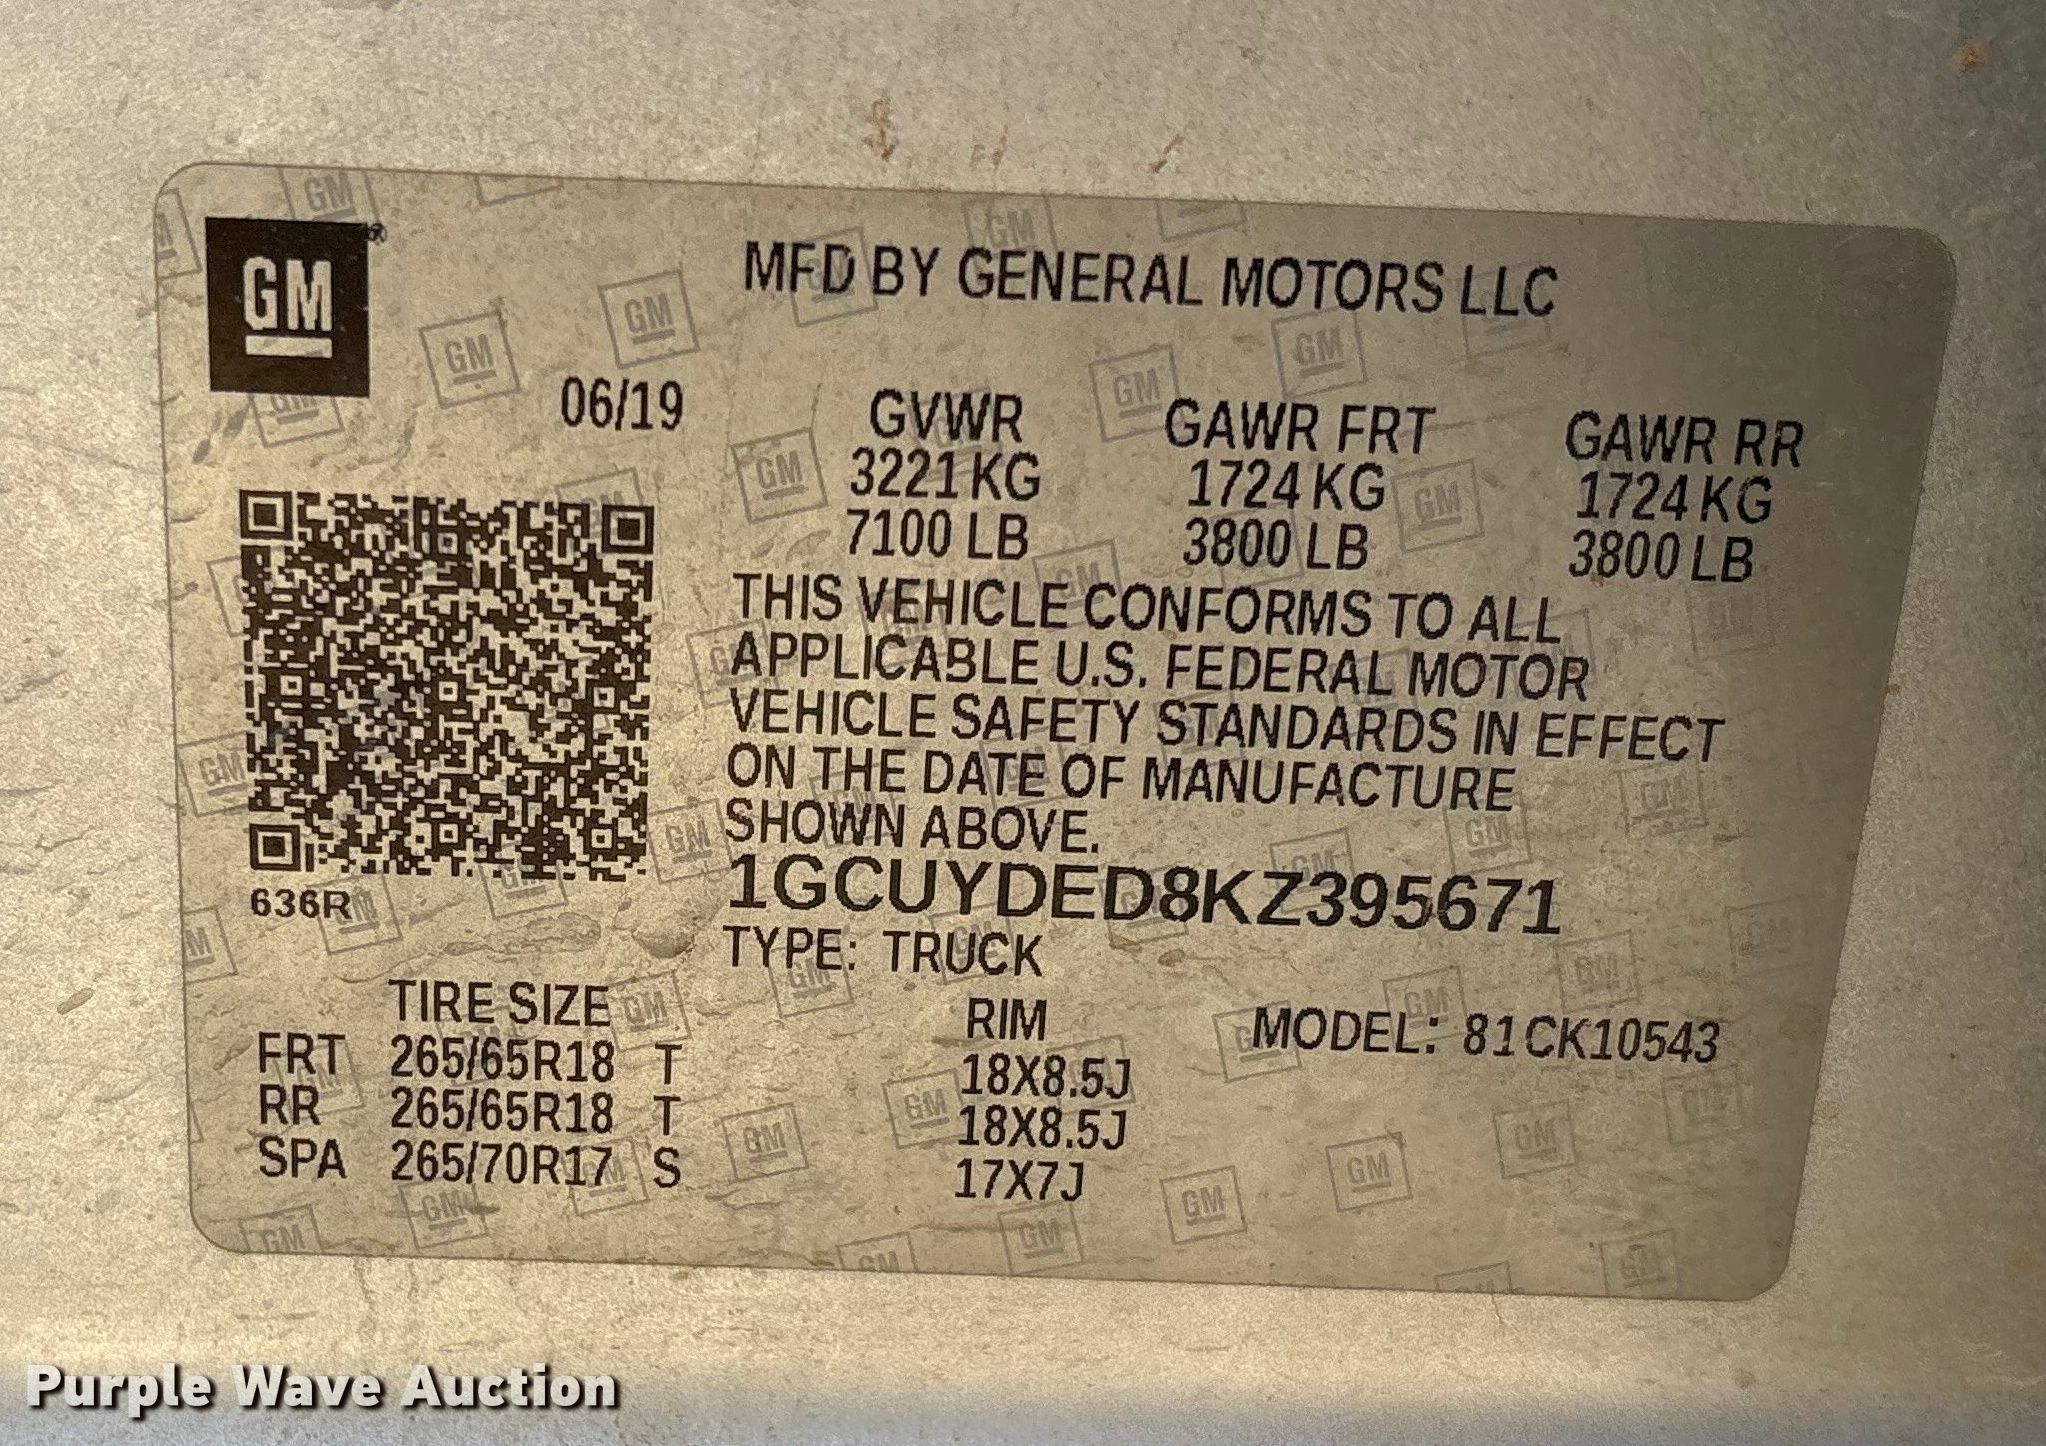 GM
MFD BY GENERAL MOTORS LLC
06/19
GVWR GAWR FRT GAWR RR
3221 KG 1724 KG 1724 KG
7100 LB 3800 LB 3800 LB
THIS VEHICLE CONFORMS TO ALL
APPLICABLE U.S. FEDERAL MOTOR
VEHICLE SAFETY STANDARDS IN EFFECT
ON THE DATE OF MANUFACTURE
SHOWN ABOVE.
636R
1GCUYDED8KZ395671
TYPE: TRUCK
TIRE SIZE RIM MODEL: 81CK10543
FRT 265/65R18 T 18X8.5J
RR 265/65R18 T 18X8.5J
SPA 265/70R17 S 17X7J
Purple Wave Auction